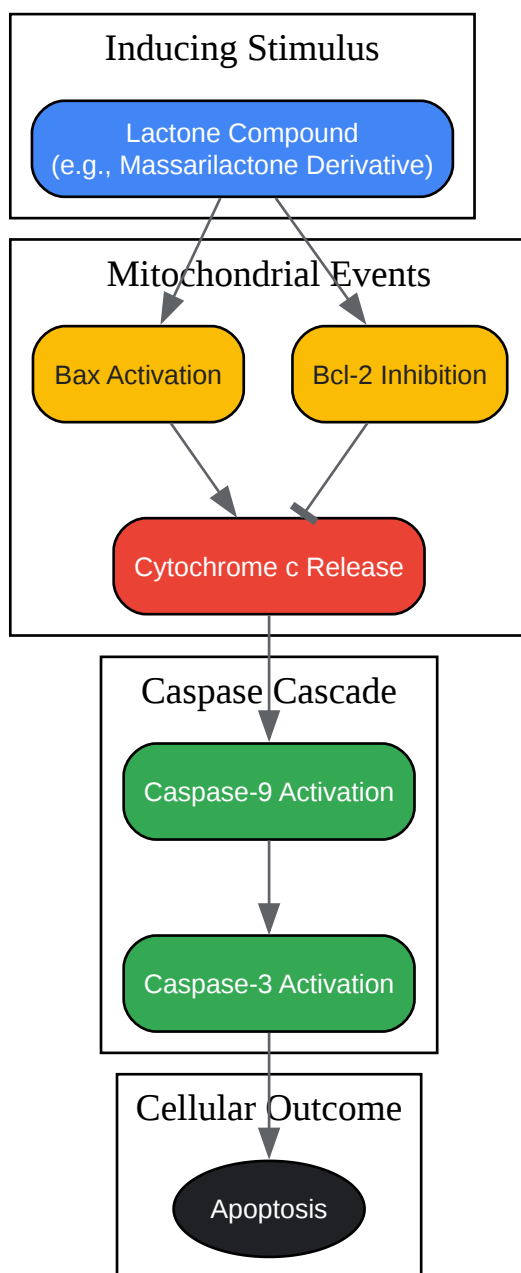 Inducing Stimulus
Lactone Compound
(e.g., Massarilactone Derivative)
Mitochondrial Events
Bax Activation
Bcl-2 Inhibition
Cytochrome c Release
Caspase Cascade
Caspase-9 Activation
Caspase-3 Activation
Cellular Outcome
Apoptosis